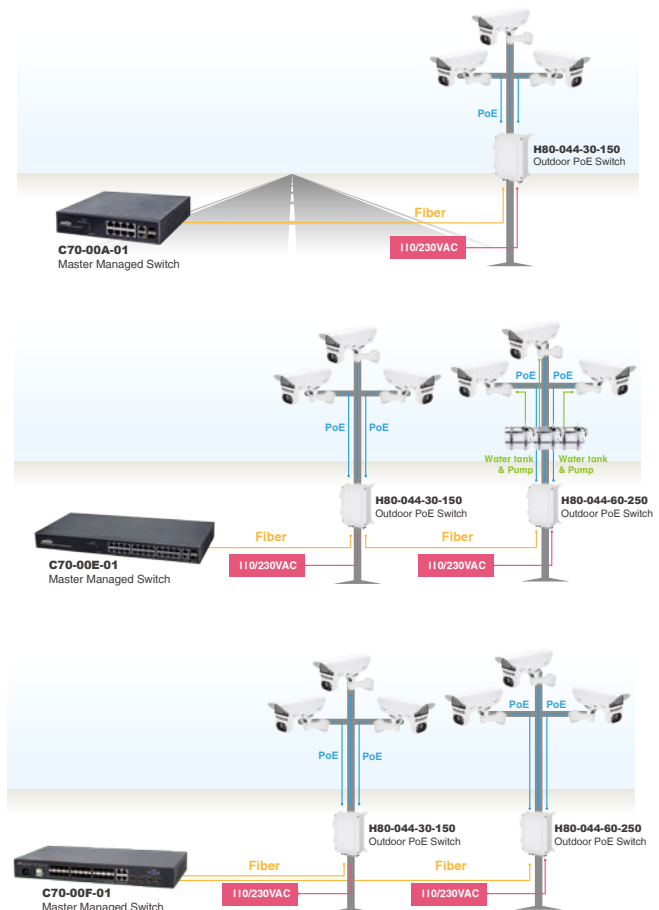 PoE
H80-044-30-150
Outdoor PoE Switch
Fiber
C70-00A-01
Master Managed Switch
110/230VAC
PoE
PoE
PoE
PoE
Water tank
& Pump
Water tank
& Pump
H80-044-30-150
Outdoor PoE Switch
H80-044-60-250
Outdoor PoE Switch
Fiber
Fiber
C70-00E-01
Master Managed Switch
110/230VAC
110/230VAC
PoE
PoE
PoE
PoE
H80-044-30-150
Outdoor PoE Switch
H80-044-60-250
Outdoor PoE Switch
Fiber
Fiber
C70-00F-01
Master Managed Switch
110/230VAC
110/230VAC